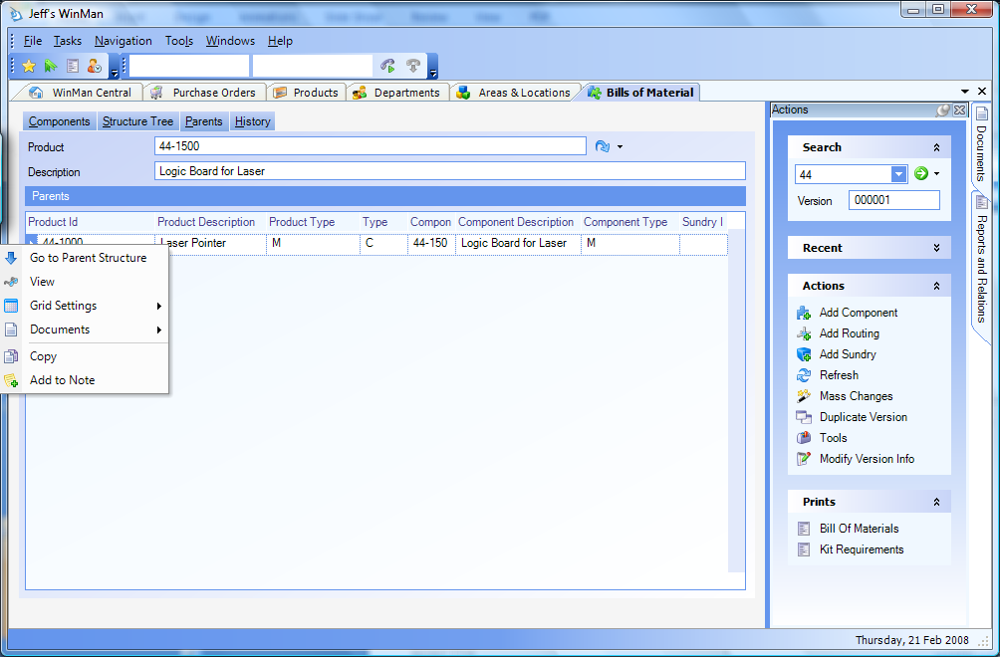 Jeff's WinMan
File Tasks Navigation Tools Windows Help
WinMan Central Purchase Orders Products Departments Areas & Locations Bills of Material
Components Structure Tree Parents History
Product 44-1500
Description Logic Board for Laser
Parents
Product Id Product Description Product Type Type Compon Component Description Component Type Sundry I
44-1000 Laser Pointer M C 44-150 Logic Board for Laser M
Go to Parent Structure
View
Grid Settings
Documents
Copy
Add to Note
Actions
Search
44
Version 000001
Recent
Actions
Add Component
Add Routing
Add Sundry
Refresh
Mass Changes
Duplicate Version
Tools
Modify Version Info
Prints
Bill Of Materials
Kit Requirements
Documents
Reports and Relations
Thursday, 21 Feb 2008